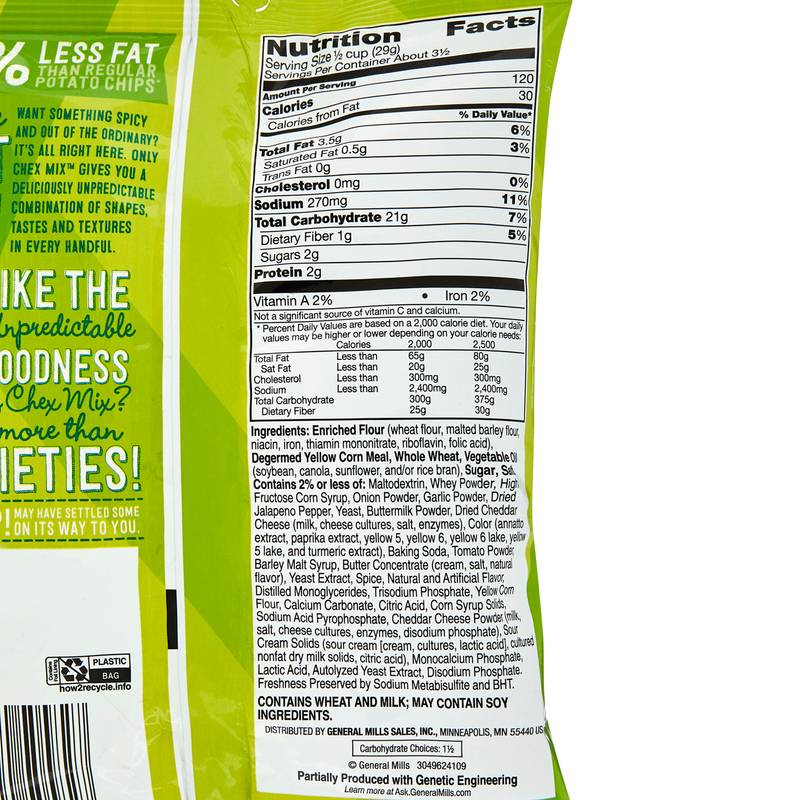 %
LESS FAT
THAN REGULAR
POTATO CHIPS*
WANT SOMETHING SPICY
AND OUT OF THE ORDINARY?
IT'S ALL RIGHT HERE. ONLY
CHEX MIX™ GIVES YOU A
DELICIOUSLY UNPREDICTABLE
COMBINATION OF SHAPES,
TASTES AND TEXTURES
IN EVERY HANDFUL.
IKE THE
unpredictable
OODNESS
Chex Mix?
more than
IETIES!
P! MAY HAVE SETTLED SOME
ON ITS WAY TO YOU.
PLASTIC
BAG
how2recycle.info
Nutrition Facts
Serving Size ½ cup (29g)
Servings Per Container About 3½
Amount Per Serving
Calories 120
Calories from Fat 30
% Daily Value*
Total Fat 3.5g 6%
Saturated Fat 0.5g 3%
Trans Fat 0g
Cholesterol 0mg 0%
Sodium 270mg 11%
Total Carbohydrate 21g 7%
Dietary Fiber 1g 5%
Sugars 2g
Protein 2g
Vitamin A 2% • Iron 2%
Not a significant source of vitamin C and calcium.
* Percent Daily Values are based on a 2,000 calorie diet. Your daily
values may be higher or lower depending on your calorie needs:
Calories 2,000 2,500
Total Fat Less than 65g 80g
Sat Fat Less than 20g 25g
Cholesterol Less than 300mg 300mg
Sodium Less than 2,400mg 2,400mg
Total Carbohydrate 300g 375g
Dietary Fiber 25g 30g
Ingredients: Enriched Flour (wheat flour, malted barley flour,
niacin, iron, thiamin mononitrate, riboflavin, folic acid),
Degermed Yellow Corn Meal, Whole Wheat, Vegetable Oil
(soybean, canola, sunflower, and/or rice bran), Sugar, Salt.
Contains 2% or less of: Maltodextrin, Whey Powder, High
Fructose Corn Syrup, Onion Powder, Garlic Powder, Dried
Jalapeno Pepper, Yeast, Buttermilk Powder, Dried Cheddar
Cheese (milk, cheese cultures, salt, enzymes), Color (annatto
extract, paprika extract, yellow 5, yellow 6, yellow 6 lake, yellow
5 lake, and turmeric extract), Baking Soda, Tomato Powder,
Barley Malt Syrup, Butter Concentrate (cream, salt, natural
flavor), Yeast Extract, Spice, Natural and Artificial Flavor,
Distilled Monoglycerides, Trisodium Phosphate, Yellow Corn
Flour, Calcium Carbonate, Citric Acid, Corn Syrup Solids,
Sodium Acid Pyrophosphate, Cheddar Cheese Powder (milk,
salt, cheese cultures, enzymes, disodium phosphate), Sour
Cream Solids (sour cream [cream, cultures, lactic acid], cultured
nonfat dry milk solids, citric acid), Monocalcium Phosphate,
Lactic Acid, Autolyzed Yeast Extract, Disodium Phosphate.
Freshness Preserved by Sodium Metabisulfite and BHT.
CONTAINS WHEAT AND MILK; MAY CONTAIN SOY
INGREDIENTS.
DISTRIBUTED BY GENERAL MILLS SALES, INC., MINNEAPOLIS, MN 55440 US
Carbohydrate Choices: 1½
© General Mills 3049624109
Partially Produced with Genetic Engineering
Learn more at Ask.GeneralMills.com